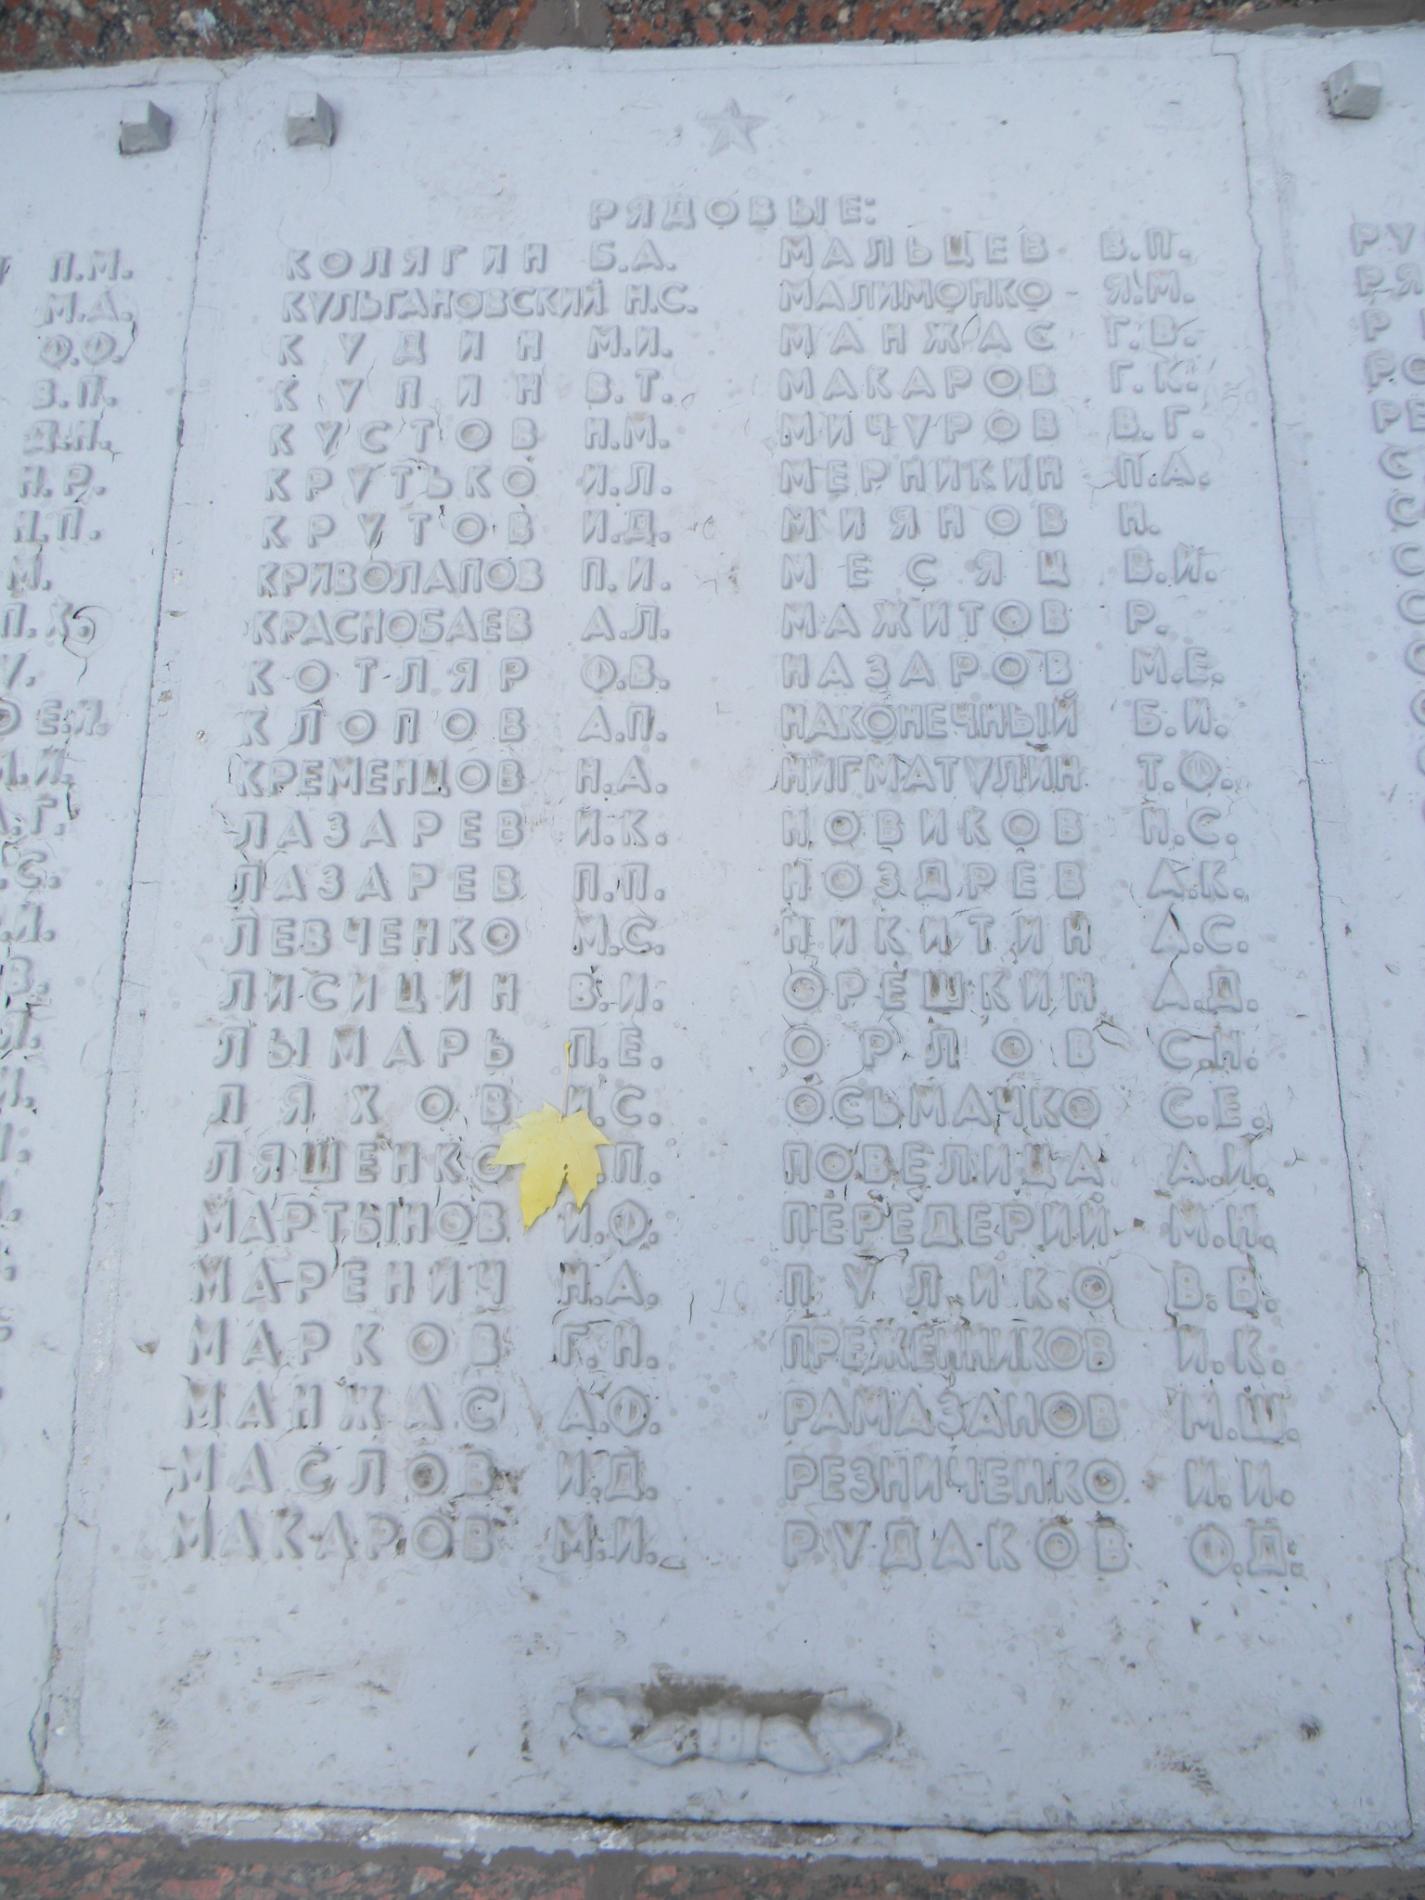 РЯДОВЫЕ:
КОЛЯГИН Б.А.
КУЛЬГАНОВСКИЙ Н.С.
КУДИН М.И.
КУПИН В.Т.
КУСТОВ Н.М.
КРУТЬКО И.Л.
КРУТОВ И.Д.
КРИВОЛАПОВ П.И.
КРАСНОБАЕВ А.Л.
КОТЛЯР Ф.В.
КЛОПОВ А.П.
КРЕМЕНЦОВ Н.А.
ЛАЗАРЕВ И.К.
ЛАЗАРЕВ П.П.
ЛЕВЧЕНКО М.С.
ЛИСИЦИН В.И.
ЛЫМАРЬ П.Е.
ЛЯХОВ И.С.
ЛЯШЕНКО .П.
МАРТЫНОВ И.Ф.
МАРЕНИЧ Н.А.
МАРКОВ Г.Н.
МАНЖАС А.Ф.
МАСЛОВ И.Д.
МАКАРОВ М.И.
МАЛЬЦЕВ В.П.
МАЛИМОНКО - Я.М.
МАНЖАС Г.В.
МАКАРОВ Г.К.
МИЧУРОВ В.Г.
МЕРНИКИН П.А.
МИЯНОВ Н.
МЕСЯЦ В.И.
МАЖИТОВ Р.
НАЗАРОВ М.Е.
НАКОНЕЧНЫЙ Б.И.
НИГМАТУЛИН Т.Ф.
НОВИКОВ Н.С.
НОЗДРЕВ А.К.
НИКИТИН А.С.
ОРЕШКИН А.Д.
ОРЛОВ С.Н.
ОСЬМАЧКО С.Е.
ПОВЕЛИЦА А.И.
ПЕРЕДЕРИЙ М.Н.
ПУЛИКО В.В.
ПРЕЖЕННИКОВ И.К.
РАМАЗАНОВ М.Ш.
РЕЗНИЧЕНКО И.И.
РУДАКОВ Ф.Д.